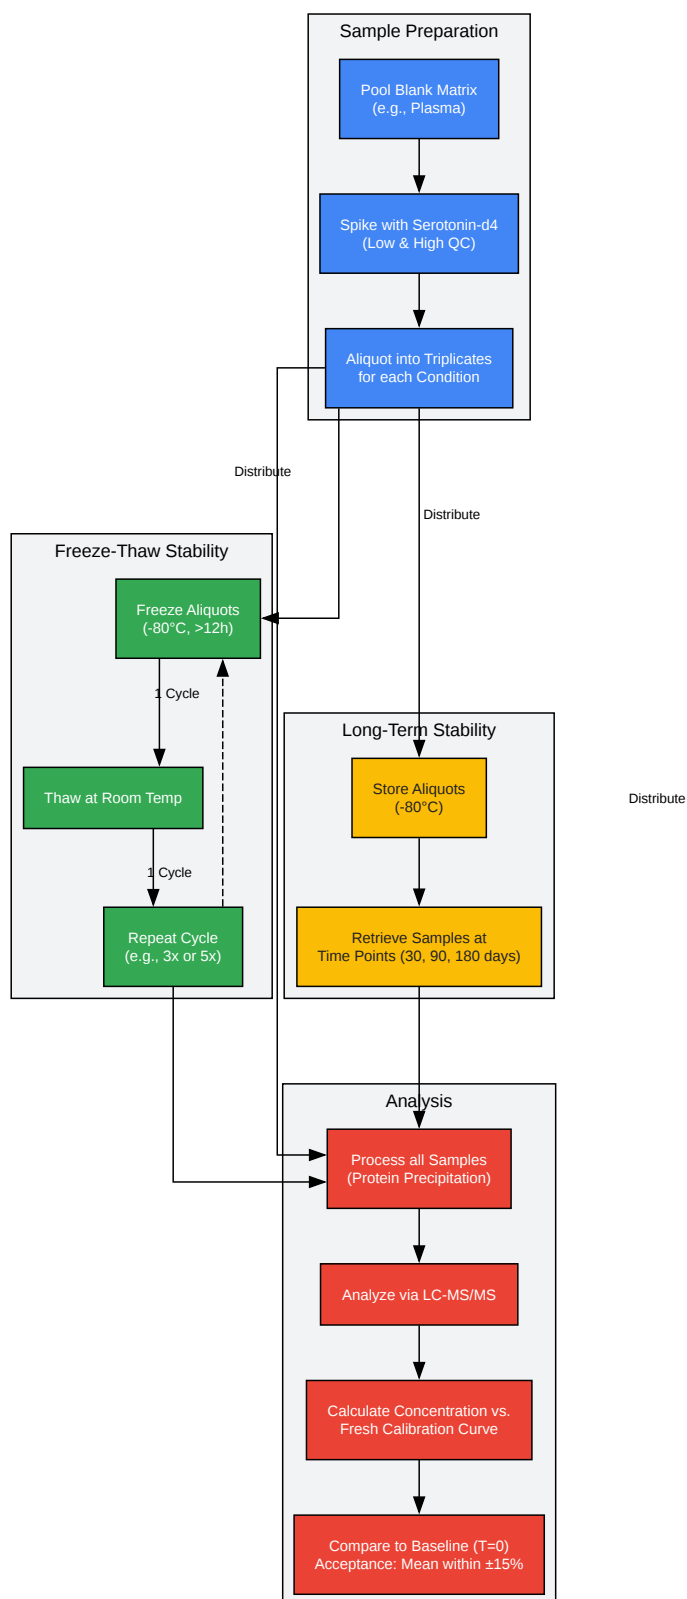 Sample Preparation
Pool Blank Matrix
(e.g., Plasma)
Spike with Serotonin-d4
(Low & High QC)
Aliquot into Triplicates
for each Condition
Distribute
Distribute
Freeze-Thaw Stability
Freeze Aliquots
(-80°C, >12h)
1 Cycle
Thaw at Room Temp
1 Cycle
Repeat Cycle
(e.g., 3x or 5x)
Long-Term Stability
Store Aliquots
(-80°C)
Distribute
Retrieve Samples at
Time Points (30, 90, 180 days)
Analysis
Process all Samples
(Protein Precipitation)
Analyze via LC-MS/MS
Calculate Concentration vs.
Fresh Calibration Curve
Compare to Baseline (T=0)
Acceptance: Mean within ±15%